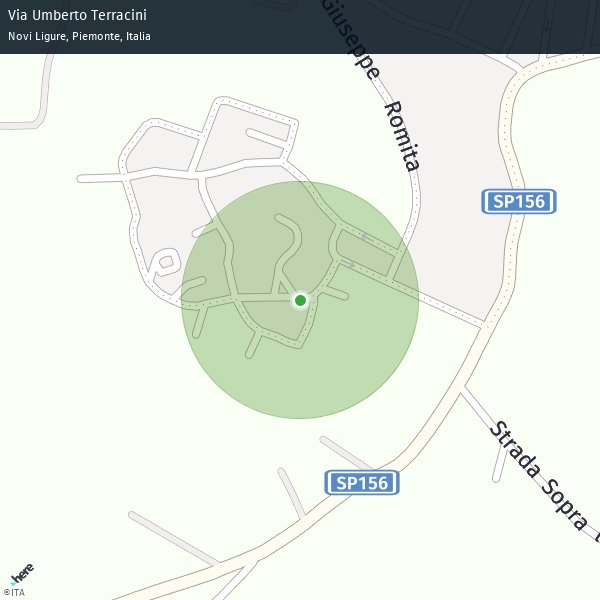 Via Umberto Terracini
Novi Ligure, Piemonte, Italia
Giuseppe Romita
SP156
SP156
Strada Sopra
here
©ITA